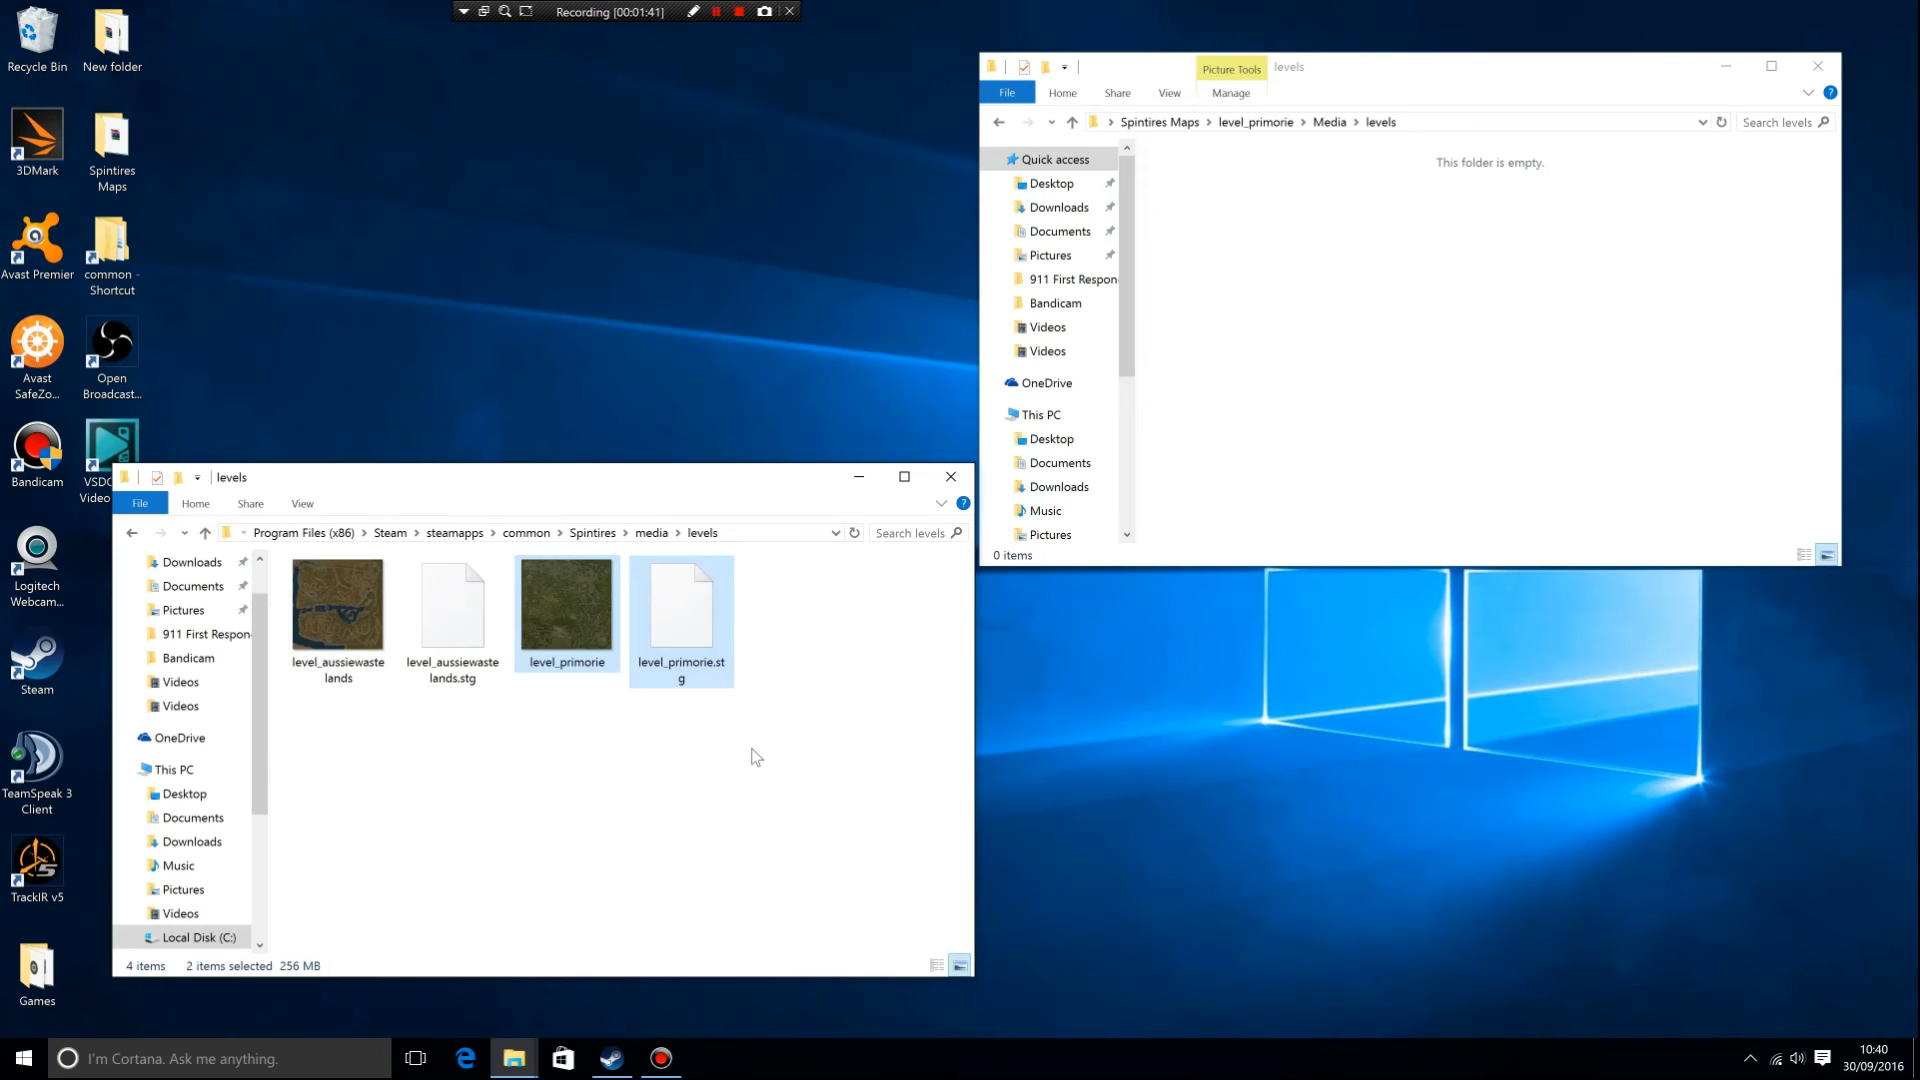 Recording [00:01:41]
Recycle Bin
New folder
3DMark
Spintires
Maps
Avast Premier
common -
Shortcut
Avast
SafeZo...
Open
Broadcast...
Bandicam
VSDC
Video
Logitech
Webcam...
Steam
TeamSpeak 3
Client
TrackIR v5
Games
Picture Tools
levels
File
Home
Share
View
Manage
Spintires Maps
level_primorie
Media
levels
Search levels
Quick access
Desktop
Downloads
Documents
Pictures
911 First Respon
Bandicam
Videos
Videos
OneDrive
This PC
Desktop
Documents
Downloads
Music
Pictures
This folder is empty.
0 items
levels
File
Home
Share
View
Program Files (x86)
Steam
steamapps
common
Spintires
media
levels
Search levels
Downloads
Documents
Pictures
911 First Respon
Bandicam
Videos
Videos
OneDrive
This PC
Desktop
Documents
Downloads
Music
Pictures
Videos
Local Disk (C:)
level_aussiewaste
lands
level_aussiewaste
lands.stg
level_primorie
level_primorie.st
g
4 items
2 items selected 256 MB
I'm Cortana. Ask me anything.
10:40
30/09/2016